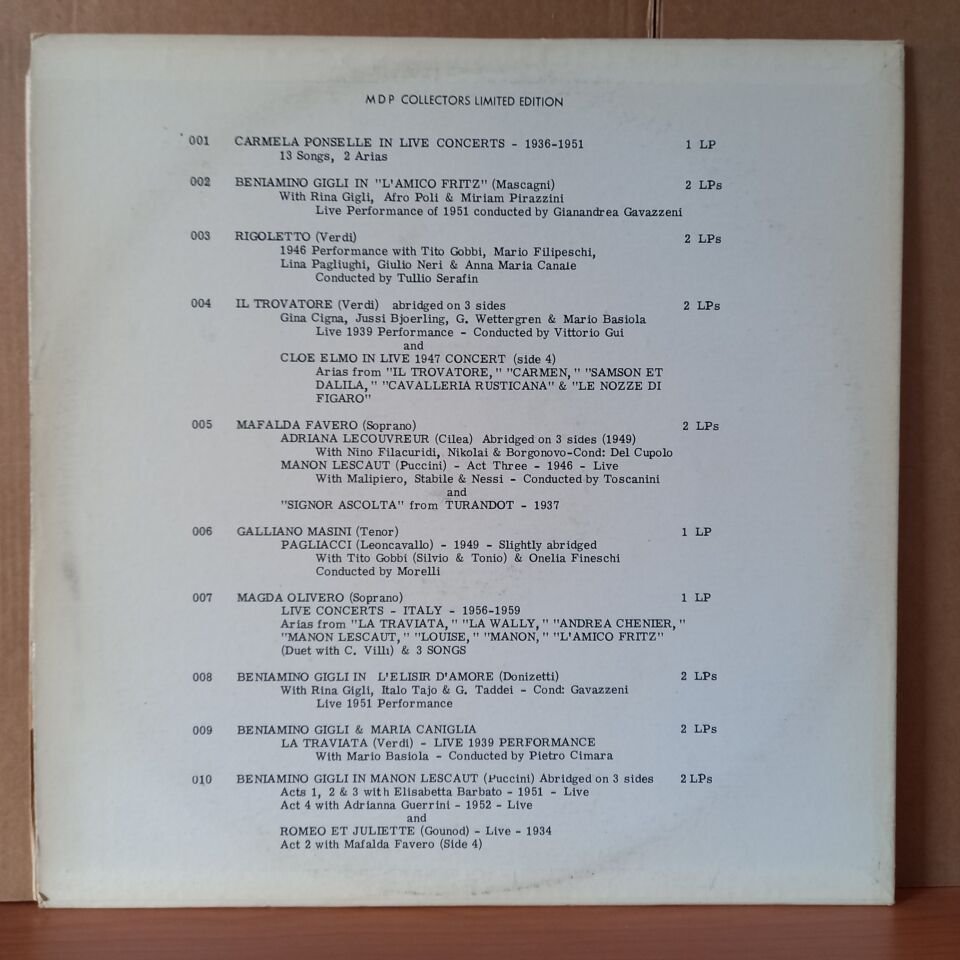 MDP COLLECTORS LIMITED EDITION
001 CARMELA PONSELLE IN LIVE CONCERTS - 1936-1951 1 LP
13 Songs, 2 Arias
002 BENIAMINO GIGLI IN "L'AMICO FRITZ" (Mascagni) 2 LPs
With Rina Gigli, Afro Poli & Miriam Pirazzini
Live Performance of 1951 conducted by Gianandrea Gavazzeni
003 RIGOLETTO (Verdi) 2 LPs
1946 Performance with Tito Gobbi, Mario Filipeschi,
Lina Pagliughi, Giulio Neri & Anna Maria Canale
Conducted by Tullio Serafin
004 IL TROVATORE (Verdi) abridged on 3 sides 2 LPs
Gina Cigna, Jussi Bjoerling, G. Wettergren & Mario Basiola
Live 1939 Performance - Conducted by Vittorio Gui
and
CLOE ELMO IN LIVE 1947 CONCERT (side 4)
Arias from "IL TROVATORE," "CARMEN," "SAMSON ET
DALILA," "CAVALLERIA RUSTICANA" & "LE NOZZE DI
FIGARO"
005 MAFALDA FAVERO (Soprano) 2 LPs
ADRIANA LECOUVREUR (Cilea) Abridged on 3 sides (1949)
With Nino Filacuridi, Nikolai & Borgonovo-Cond: Del Cupolo
MANON LESCAUT (Puccini) - Act Three - 1946 - Live
With Malipiero, Stabile & Nessi - Conducted by Toscanini
and
"SIGNOR ASCOLTA" from TURANDOT - 1937
006 GALLIANO MASINI (Tenor) 1 LP
PAGLIACCI (Leoncavallo) - 1949 - Slightly abridged
With Tito Gobbi (Silvio & Tonio) & Onelia Fineschi
Conducted by Morelli
007 MAGDA OLIVERO (Soprano) 1 LP
LIVE CONCERTS - ITALY - 1956-1959
Arias from "LA TRAVIATA," "LA WALLY," "ANDREA CHENIER,"
"MANON LESCAUT," "LOUISE," "MANON," "L'AMICO FRITZ"
(Duet with C. Villi) & 3 SONGS
008 BENIAMINO GIGLI IN L'ELISIR D'AMORE (Donizetti) 2 LPs
With Rina Gigli, Italo Tajo & G. Taddei - Cond: Gavazzeni
Live 1951 Performance
009 BENIAMINO GIGLI & MARIA CANIGLIA 2 LPs
LA TRAVIATA (Verdi) - LIVE 1939 PERFORMANCE
With Mario Basiola - Conducted by Pietro Cimara
010 BENIAMINO GIGLI IN MANON LESCAUT (Puccini) Abridged on 3 sides 2 LPs
Acts 1, 2 & 3 with Elisabetta Barbato - 1951 - Live
Act 4 with Adrianna Guerrini - 1952 - Live
and
ROMEO ET JULIETTE (Gounod) - Live - 1934
Act 2 with Mafalda Favero (Side 4)